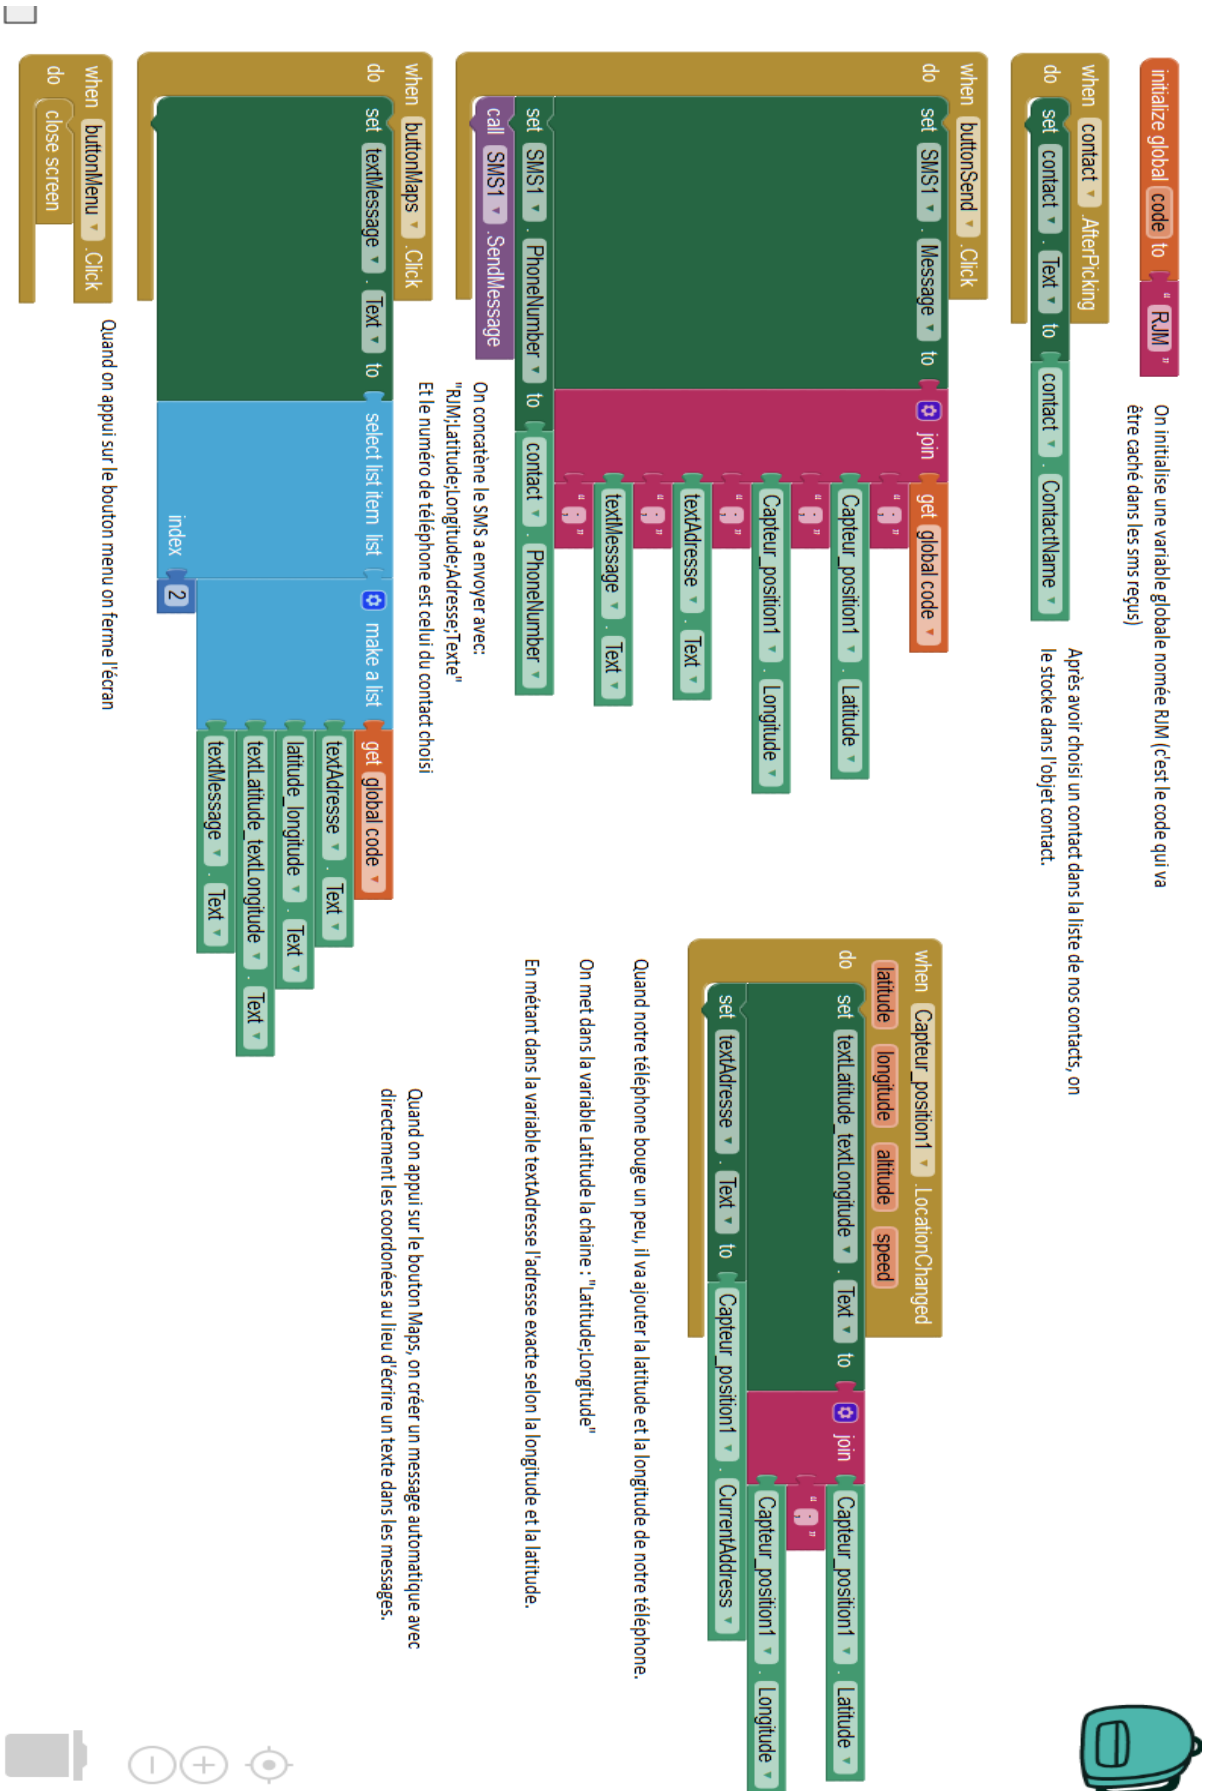 initialize global code to " RJM "
On initialise une variable globale nomée RJM (c'est le code qui va
être caché dans les sms reçus)
when contact .AfterPicking
do set contact . Text to contact . ContactName
Après avoir choisi un contact dans la liste de nos contacts, on
le stocke dans l'objet contact.
when buttonSend .Click
do set SMS1 . Message to join get global code
" ; "
Capteur_position1 . Latitude
" ; "
Capteur_position1 . Longitude
" ; "
textAdresse . Text
" ; "
textMessage . Text
" ; "
set SMS1 . PhoneNumber to contact . PhoneNumber
call SMS1 .SendMessage
On concatène le SMS a envoyer avec:
"RJM;Latitude;Longitude;Adresse;Texte"
Et le numéro de téléphone est celui du contact choisi
when Capteur_position1 .LocationChanged
latitude longitude altitude speed
do set textLatitude_textLongitude . Text to join Capteur_position1 . Latitude
" ; "
Capteur_position1 . Longitude
set textAdresse . Text to Capteur_position1 . CurrentAddress
Quand notre téléphone bouge un peu, il va ajouter la latitude et la longitude de notre téléphone.
On met dans la variable Latitude la chaine : "Latitude;Longitude"
En métant dans la variable textAdresse l'adresse exacte selon la longitude et la latitude.
when buttonMaps .Click
do set textMessage . Text to select list item list make a list get global code
textAdresse . Text
latitude_longitude . Text
textLatitude_textLongitude . Text
textMessage . Text
index 2
Quand on appui sur le bouton Maps, on créer un message automatique avec
directement les coordonées au lieu d'écrire un texte dans les messages.
when buttonMenu .Click
do close screen
Quand on appui sur le bouton menu on ferme l'écran